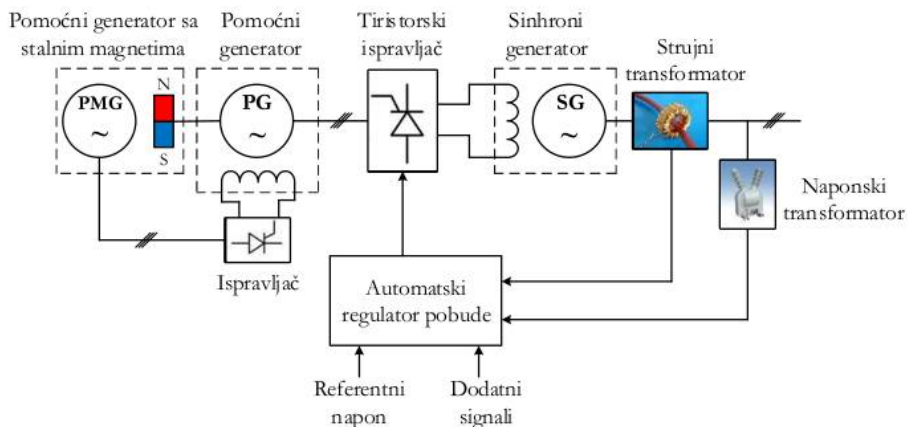 Pomoćni generator sa
stalnim magnetima
Pomoćni
generator
Tiristorski
ispravljač
Sinhroni
generator
Strujni
transformator
PMG
~
N
S
PG
~
SG
~
Naponski
transformator
Ispravljač
Automatski
regulator pobude
Referentni
napon
Dodatni
signali